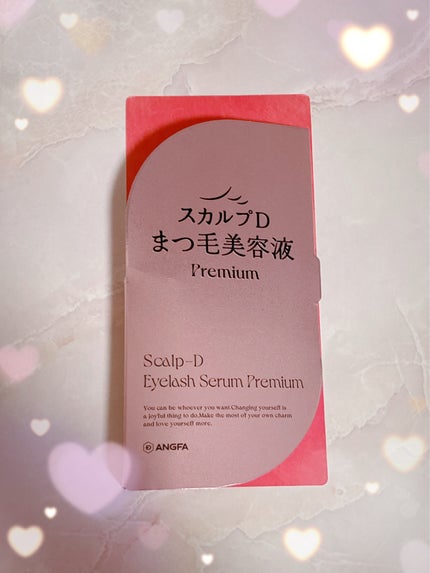 スカルプD
まつ毛美容液
Premium
Scalp-D
Eyelash Serum Premium
You can be whoever you want.Changing yourself is
a joyful thing to do.Make the most of your own charm
and love yourself more.
ANGFA